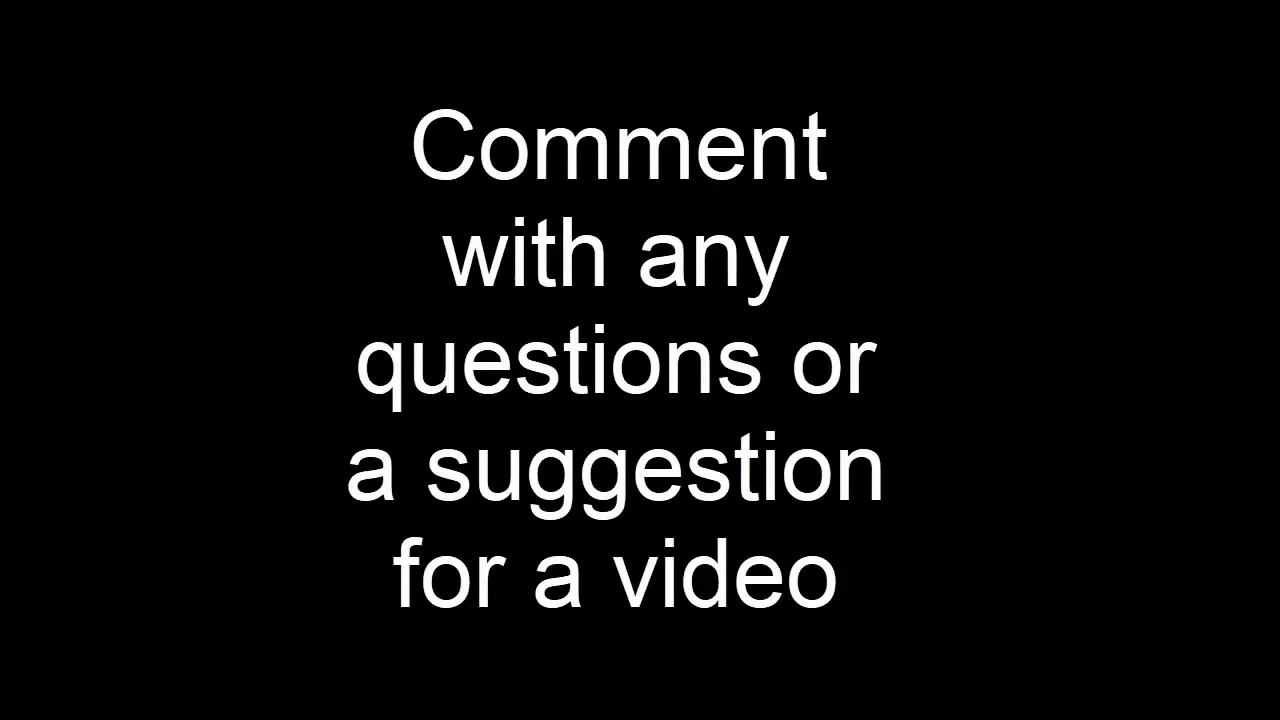 Comment
with any
questions or
a suggestion
for a video